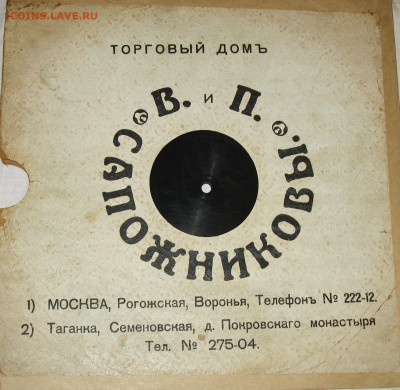 COINS.LAVE.RU
ТОРГОВЫЙ ДОМЪ
В. и П.
САПОЖНИКОВЫ.
1) МОСКВА, Рогожская, Воронья, Телефонъ № 222-12.
2) Таганка, Семеновская, д. Покровскаго монастыря
Тел. № 275-04.